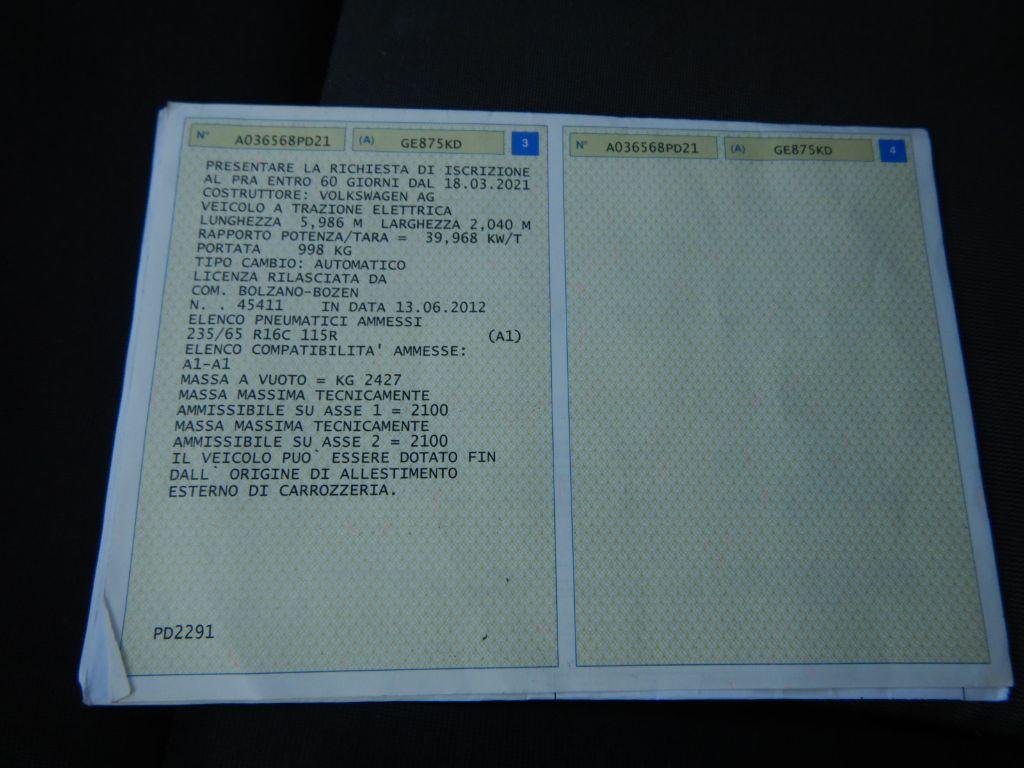 N° A036568PD21 (A) GE875KD 3
PRESENTARE LA RICHIESTA DI ISCRIZIONE
AL PRA ENTRO 60 GIORNI DAL 18.03.2021
COSTRUTTORE: VOLKSWAGEN AG
VEICOLO A TRAZIONE ELETTRICA
LUNGHEZZA 5,986 M LARGHEZZA 2,040 M
RAPPORTO POTENZA/TARA = 39,968 KW/T
PORTATA 998 KG
TIPO CAMBIO: AUTOMATICO
LICENZA RILASCIATA DA
COM. BOLZANO-BOZEN
N. . 45411 IN DATA 13.06.2012
ELENCO PNEUMATICI AMMESSI
235/65 R16C 115R (A1)
ELENCO COMPATIBILITA' AMMESSE:
A1-A1
MASSA A VUOTO = KG 2427
MASSA MASSIMA TECNICAMENTE
AMMISSIBILE SU ASSE 1 = 2100
MASSA MASSIMA TECNICAMENTE
AMMISSIBILE SU ASSE 2 = 2100
IL VEICOLO PUO` ESSERE DOTATO FIN
DALL` ORIGINE DI ALLESTIMENTO
ESTERNO DI CARROZZERIA.
PD2291
N° A036568PD21 (A) GE875KD 4